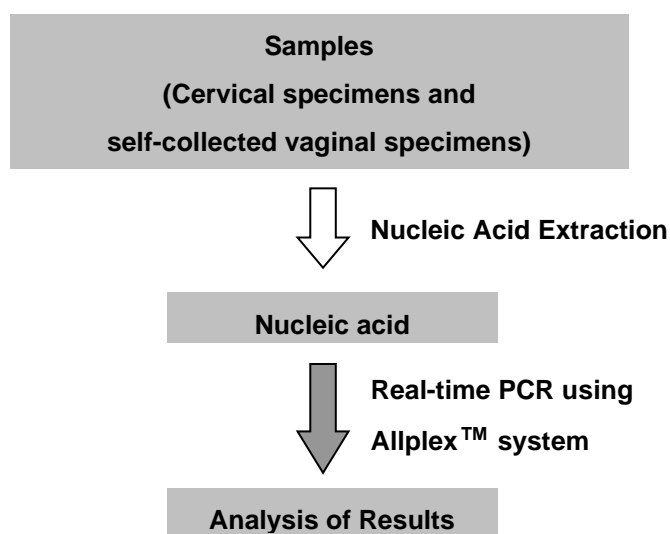 Samples
(Cervical specimens and
self-collected vaginal specimens)
Nucleic Acid Extraction
Nucleic acid
Real-time PCR using
Allplex™ system
Analysis of Results